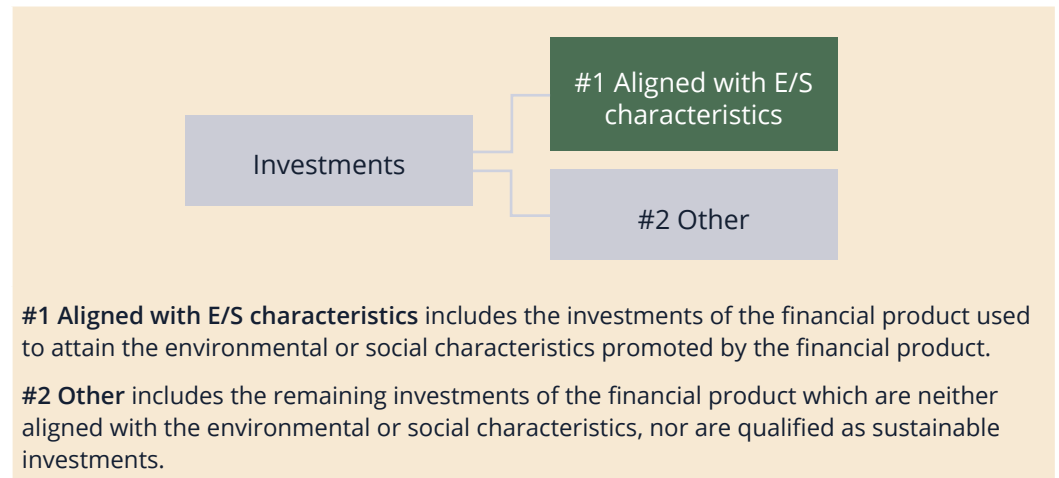 #1 Aligned with E/S
characteristics
Investments
#2 Other
#1 Aligned with E/S characteristics includes the investments of the financial product used
to attain the environmental or social characteristics promoted by the financial product.
#2 Other includes the remaining investments of the financial product which are neither
aligned with the environmental or social characteristics, nor are qualified as sustainable
investments.